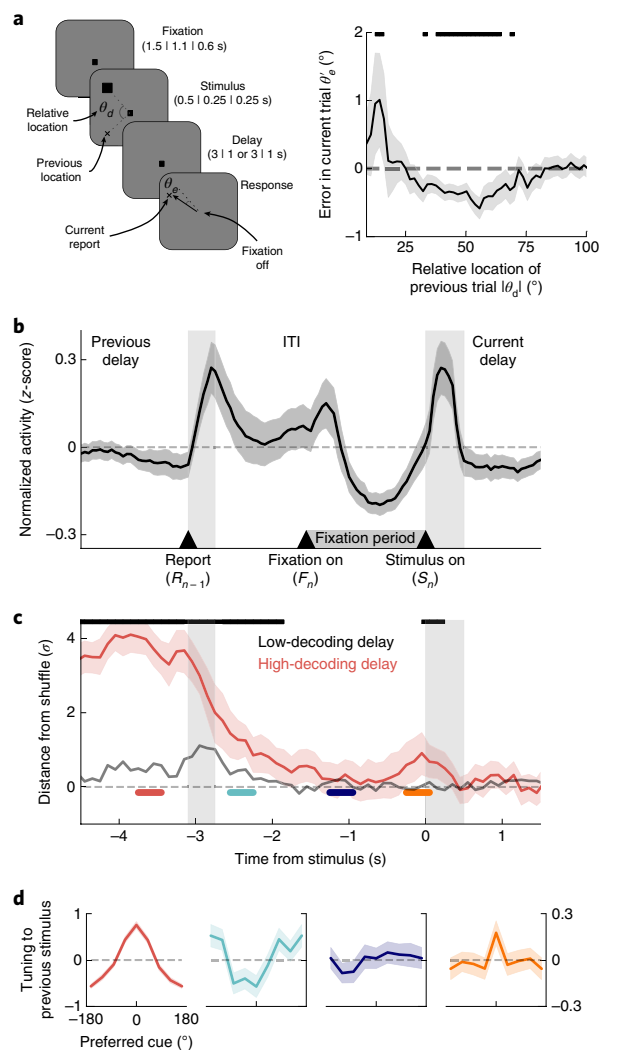 a
Fixation
(1.5 | 1.1 | 0.6 s)
Stimulus
(0.5 | 0.25 | 0.25 s)
Relative
location
θd
Previous
location
Delay
(3 | 1 or 3 | 1 s)
Response
θe
Current
report
Fixation
off
Error in current trial θ′e (°)
2
1
0
−1
25
50
75
100
Relative location of
previous trial |θd| (°)
b
Normalized activity (z-score)
0.3
0
−0.3
Previous
delay
ITI
Current
delay
Fixation period
Report
(Rn − 1)
Fixation on
(Fn)
Stimulus on
(Sn)
c
Distance from shuffle (σ)
4
2
0
Low-decoding delay
High-decoding delay
−4
−3
−2
−1
0
1
Time from stimulus (s)
d
Tuning to
previous stimulus
1
0
−1
−180
0
180
Preferred cue (°)
0.3
0
−0.3